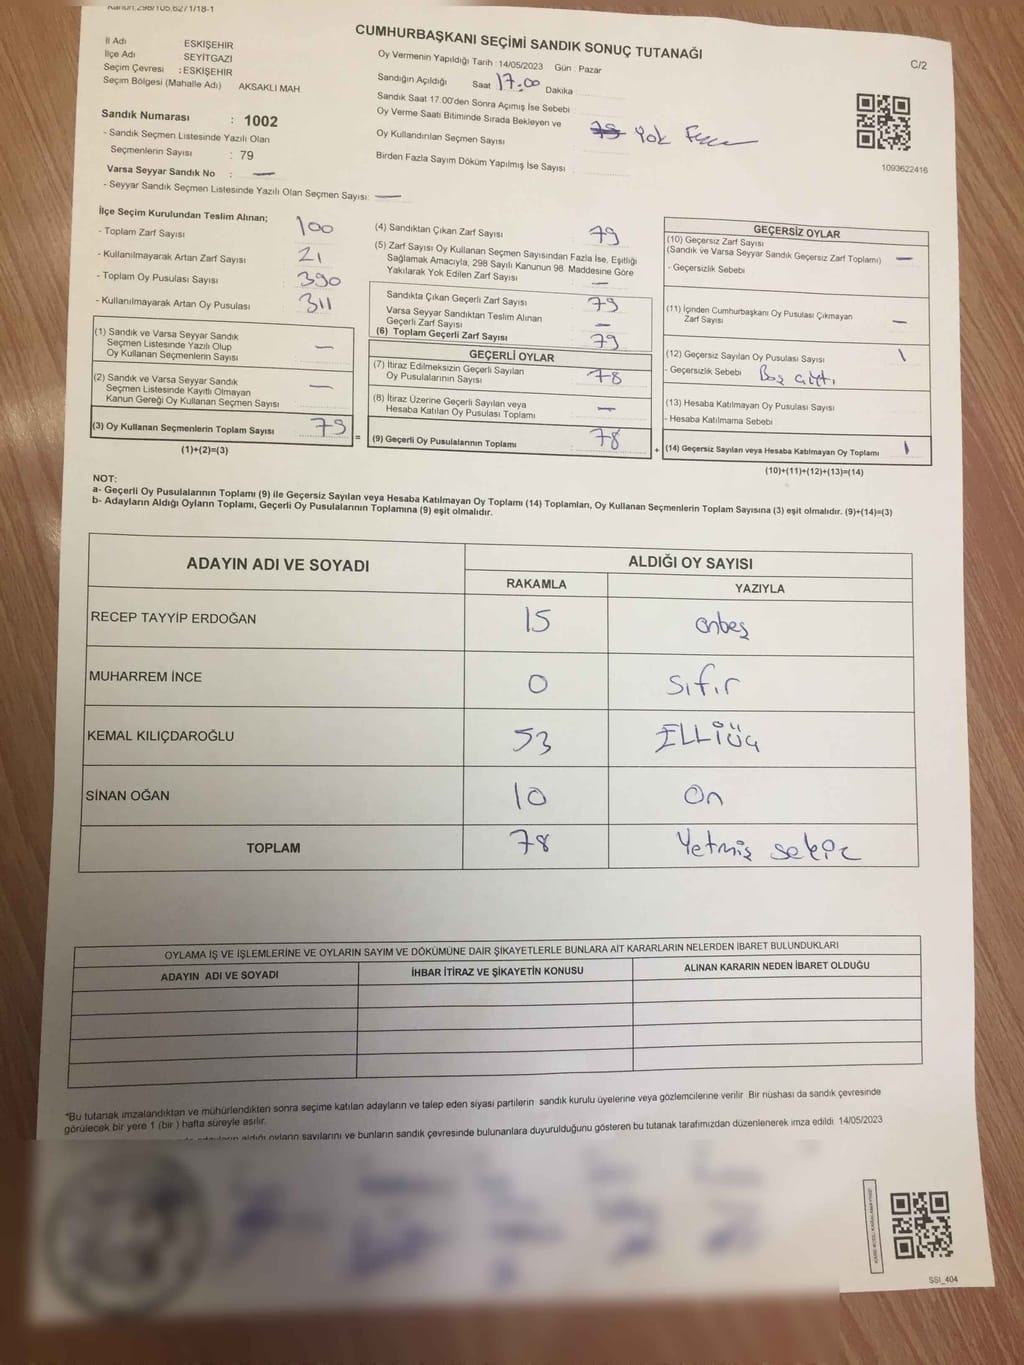 Kanun:298/105.6271/18-1
CUMHURBAŞKANI SEÇİMİ SANDIK SONUÇ TUTANAĞI
C/2
İl Adı ESKİŞEHİR
İlçe Adı SEYİTGAZİ
Seçim Çevresi : ESKİŞEHİR
Seçim Bölgesi (Mahalle Adı) AKSAKLI MAH.
Oy Vermenin Yapıldığı Tarih : 14/05/2023 Gün : Pazar
Sandığın Açıldığı Saat 17.00 Dakika
Sandık Saat 17.00'den Sonra Açımış İse Sebebi
Oy Verme Saati Bitiminde Sırada Bekleyen ve
Oy Kullandırılan Seçmen Sayısı Yok
Birden Fazla Sayım Döküm Yapılmış İse Sayısı
1093622416
Sandık Numarası : 1002
- Sandık Seçmen Listesinde Yazılı Olan
Seçmenlerin Sayısı : 79
Varsa Seyyar Sandık No : —
- Seyyar Sandık Seçmen Listesinde Yazılı Olan Seçmen Sayısı: —
İlçe Seçim Kurulundan Teslim Alınan;
- Toplam Zarf Sayısı 100
- Kullanılmayarak Artan Zarf Sayısı 21
- Toplam Oy Pusulası Sayısı 390
- Kullanılmayarak Artan Oy Pusulası 311
(1) Sandık ve Varsa Seyyar Sandık
Seçmen Listesinde Yazılı Olup
Oy Kullanan Seçmenlerin Sayısı —
(2) Sandık ve Varsa Seyyar Sandık
Seçmen Listesinde Kayıtlı Olmayan
Kanun Gereği Oy Kullanan Seçmen Sayısı —
(3) Oy Kullanan Seçmenlerin Toplam Sayısı 79
(1)+(2)=(3)
(4) Sandıktan Çıkan Zarf Sayısı 79
(5) Zarf Sayısı Oy Kullanan Seçmen Sayısından Fazla İse, Eşitliği
Sağlamak Amacıyla, 298 Sayılı Kanunun 98. Maddesine Göre
Yakılarak Yok Edilen Zarf Sayısı —
Sandıkta Çıkan Geçerli Zarf Sayısı 79
Varsa Seyyar Sandıktan Teslim Alınan
Geçerli Zarf Sayısı —
(6) Toplam Geçerli Zarf Sayısı 79
GEÇERLİ OYLAR
(7) İtiraz Edilmeksizin Geçerli Sayılan
Oy Pusulalarının Sayısı 78
(8) İtiraz Üzerine Geçerli Sayılan veya
Hesaba Katılan Oy Pusulası Toplamı —
= (9) Geçerli Oy Pusulalarının Toplamı 78
GEÇERSİZ OYLAR
(10) Geçersiz Zarf Sayısı
(Sandık ve Varsa Seyyar Sandık Geçersiz Zarf Toplamı) —
- Geçersizlik Sebebi
(11) İçinden Cumhurbaşkanı Oy Pusulası Çıkmayan
Zarf Sayısı —
(12) Geçersiz Sayılan Oy Pusulası Sayısı 1
- Geçersizlik Sebebi Boş çıktı
(13) Hesaba Katılmayan Oy Pusulası Sayısı
- Hesaba Katılmama Sebebi
+ (14) Geçersiz Sayılan veya Hesaba Katılmayan Oy Toplamı 1
(10)+(11)+(12)+(13)=(14)
NOT:
a- Geçerli Oy Pusulalarının Toplamı (9) ile Geçersiz Sayılan veya Hesaba Katılmayan Oy Toplamı (14) Toplamları, Oy Kullanan Seçmenlerin Toplam Sayısına (3) eşit olmalıdır. (9)+(14)=(3)
b- Adayların Aldığı Oyların Toplamı, Geçerli Oy Pusulalarının Toplamına (9) eşit olmalıdır.
ADAYIN ADI VE SOYADI ALDIĞI OY SAYISI
RAKAMLA YAZIYLA
RECEP TAYYİP ERDOĞAN 15 onbeş
MUHARREM İNCE 0 sıfır
KEMAL KILIÇDAROĞLU 53 ELLİÜÇ
SİNAN OĞAN 10 On
TOPLAM 78 Yetmiş sekiz
OYLAMA İŞ VE İŞLEMLERİNE VE OYLARIN SAYIM VE DÖKÜMÜNE DAİR ŞİKAYETLERLE BUNLARA AİT KARARLARIN NELERDEN İBARET BULUNDUKLARI
ADAYIN ADI VE SOYADI İHBAR İTİRAZ VE ŞİKAYETİN KONUSU ALINAN KARARIN NEDEN İBARET OLDUĞU
*Bu tutanak imzalandıktan ve mühürlendikten sonra seçime katılan adayların ve talep eden siyasi partilerin sandık kurulu üyelerine veya gözlemcilerine verilir. Bir nüshası da sandık çevresinde
görülecek bir yere 1 (bir ) hafta süreyle asılır.
aldığı oyların sayılarını ve bunların sandık çevresinde bulunanlara duyurulduğunu gösteren bu tutanak tarafımızdan düzenlenerek imza edildi. 14/05/2023
SSI_404